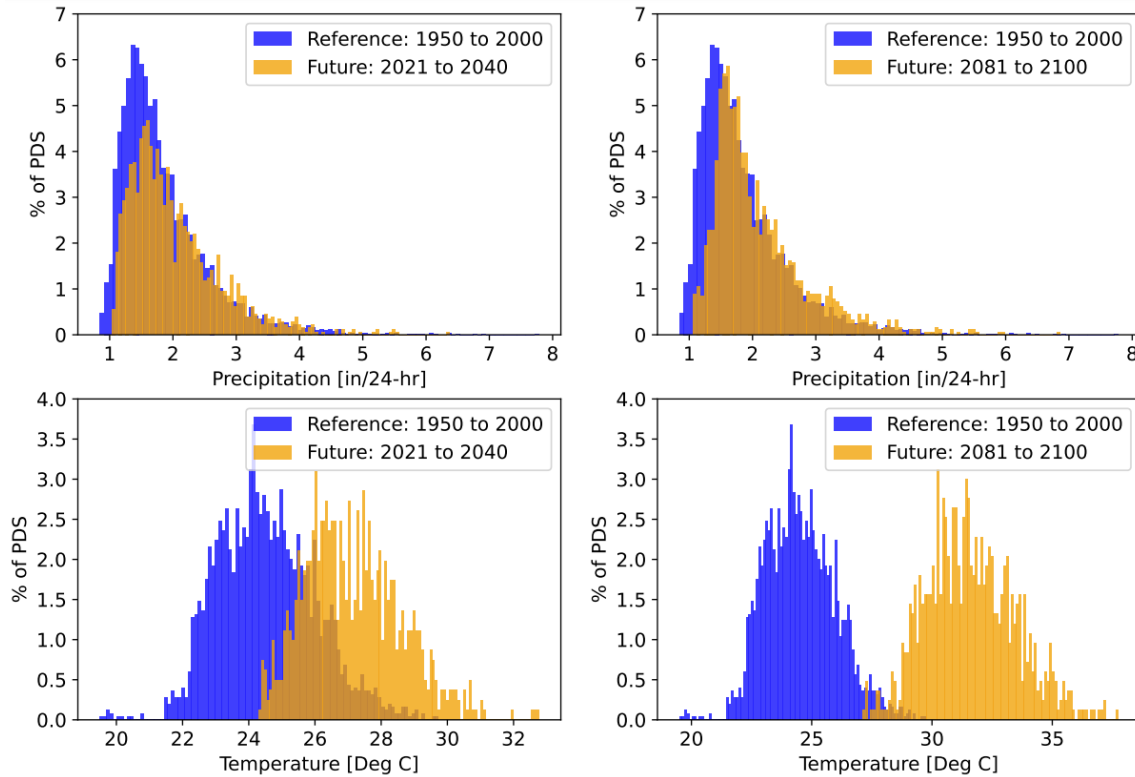 7
6
5
4
3
2
1
0
% of PDS
Reference: 1950 to 2000
Future: 2021 to 2040
1 2 3 4 5 6 7 8
Precipitation [in/24-hr]
7
6
5
4
3
2
1
0
% of PDS
Reference: 1950 to 2000
Future: 2081 to 2100
1 2 3 4 5 6 7 8
Precipitation [in/24-hr]
4.0
3.5
3.0
2.5
2.0
1.5
1.0
0.5
0.0
% of PDS
Reference: 1950 to 2000
Future: 2021 to 2040
20 22 24 26 28 30 32
Temperature [Deg C]
4.0
3.5
3.0
2.5
2.0
1.5
1.0
0.5
0.0
% of PDS
Reference: 1950 to 2000
Future: 2081 to 2100
20 25 30 35
Temperature [Deg C]